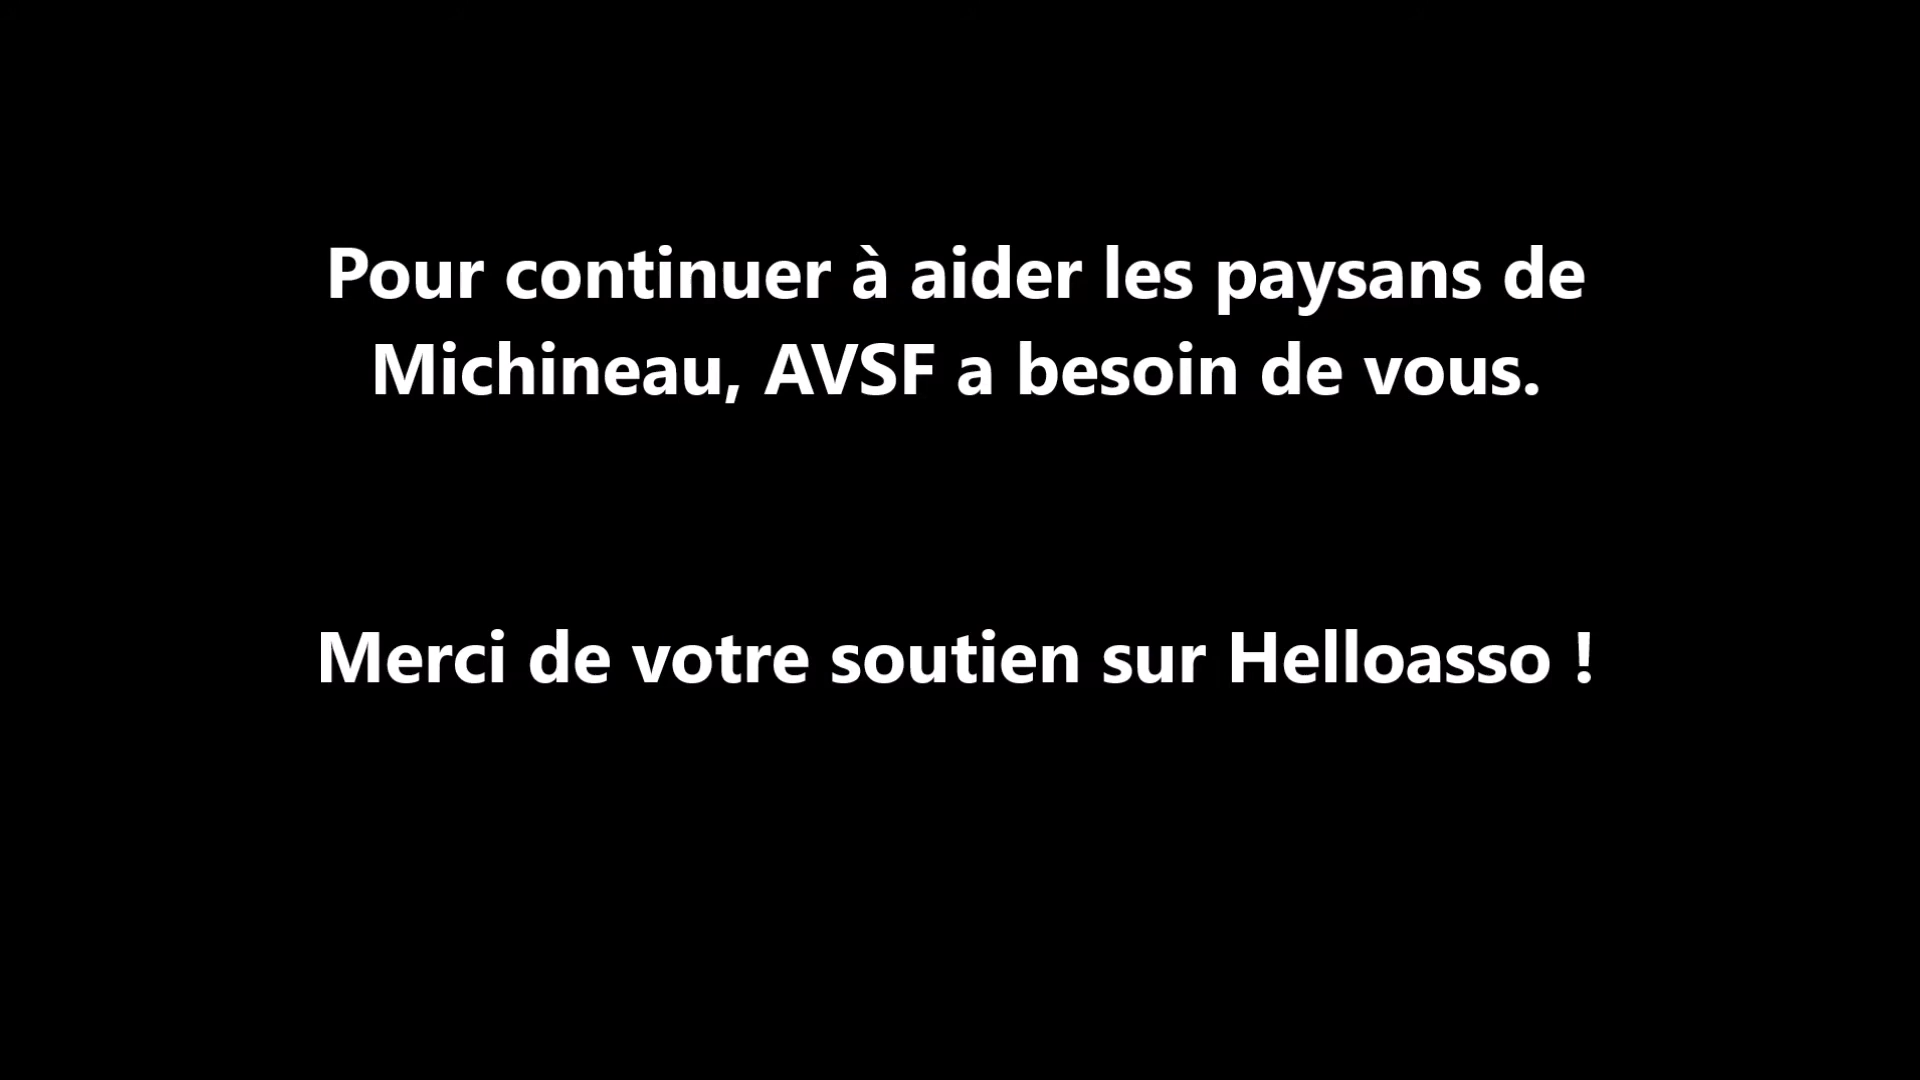 Pour continuer à aider les paysans de
Michineau, AVSF a besoin de vous.
Merci de votre soutien sur Helloasso !